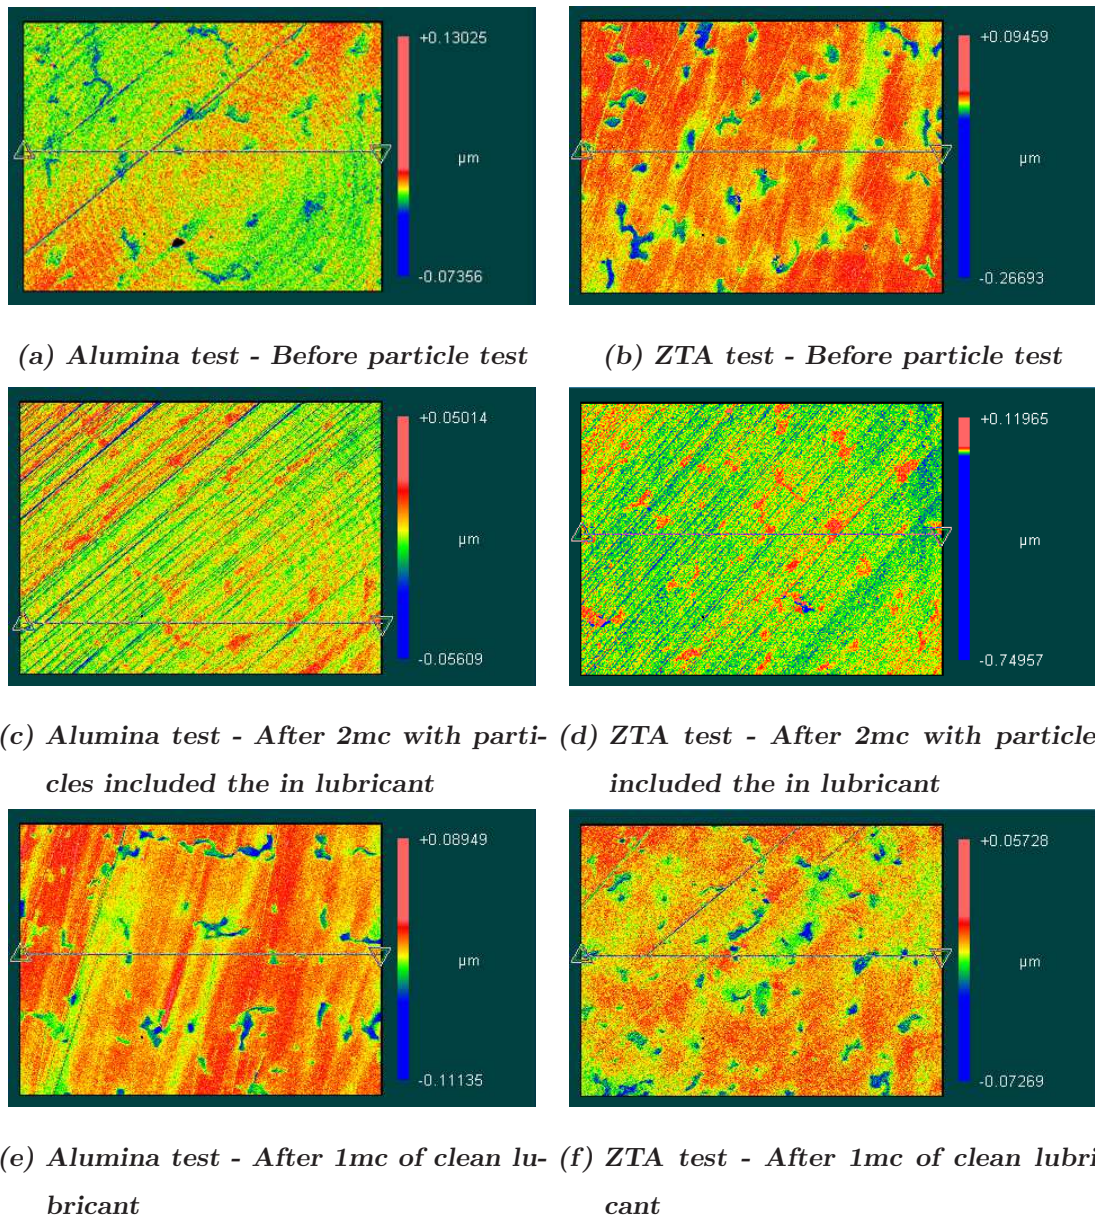 +0.13025
µm
-0.07356
+0.09459
µm
-0.26693
(a) Alumina test - Before particle test
(b) ZTA test - Before particle test
+0.05014
µm
-0.05609
+0.11965
µm
-0.74957
(c) Alumina test - After 2mc with parti-
cles included the in lubricant
(d) ZTA test - After 2mc with particle
included the in lubricant
+0.08949
µm
-0.11135
+0.05728
µm
-0.07269
(e) Alumina test - After 1mc of clean lu-
bricant
(f) ZTA test - After 1mc of clean lubri
cant